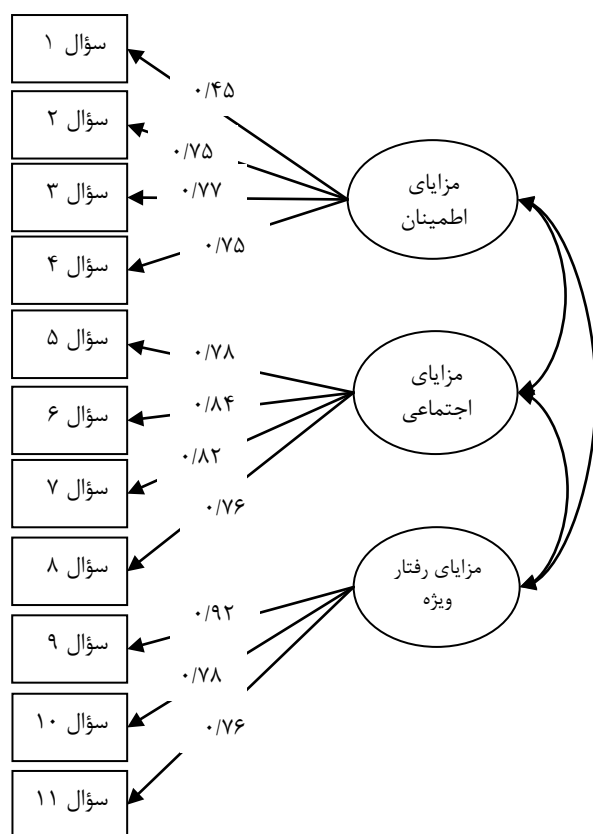 سؤال ۱
۰/۴۵
سؤال ۲
۰/۷۵
سؤال ۳
۰/۷۷
سؤال ۴
۰/۷۵
مزایای
اطمینان
سؤال ۵
۰/۷۸
سؤال ۶
۰/۸۴
سؤال ۷
۰/۸۲
سؤال ۸
۰/۷۶
مزایای
اجتماعی
سؤال ۹
۰/۹۲
سؤال ۱۰
۰/۷۸
سؤال ۱۱
۰/۷۶
مزایای رفتار
ویژه